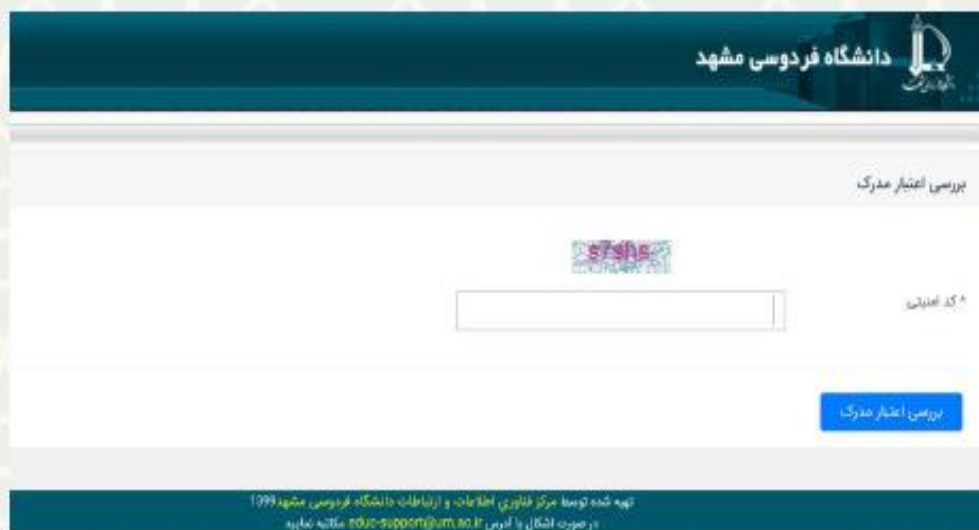 دانشگاه فردوسی مشهد
بررسی اعتبار مدرک
s7shs
* کد امنیتی
بررسی اعتبار مدرک
تهیه شده توسط مرکز فناوري اطلاعات و ارتباطات دانشگاه فردوسی مشهد1399
در صورت اشکال با آدرس educ-support@um.ac.ir مکاتبه نمایید